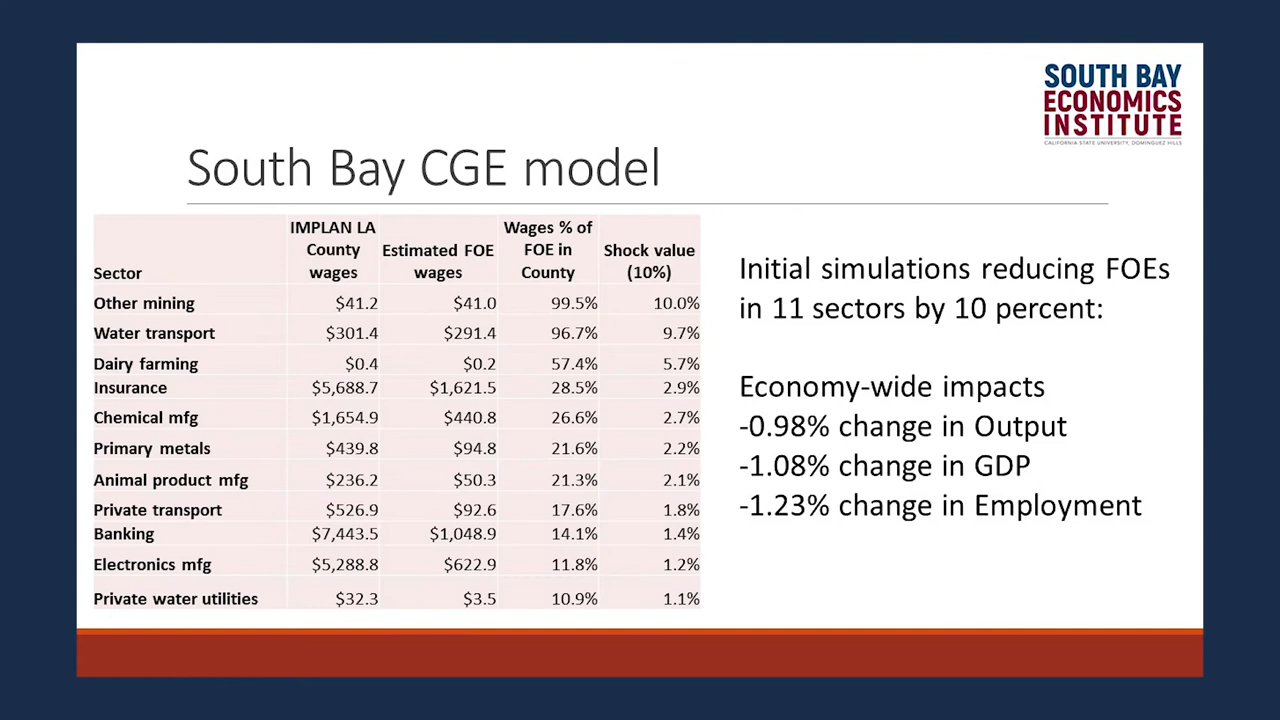 SOUTH BAY
ECONOMICS
INSTITUTE
CALIFORNIA STATE UNIVERSITY, DOMINGUEZ HILLS
South Bay CGE model
Sector IMPLAN LA County wages Estimated FOE wages Wages % of FOE in County Shock value (10%)
Other mining $41.2 $41.0 99.5% 10.0%
Water transport $301.4 $291.4 96.7% 9.7%
Dairy farming $0.4 $0.2 57.4% 5.7%
Insurance $5,688.7 $1,621.5 28.5% 2.9%
Chemical mfg $1,654.9 $440.8 26.6% 2.7%
Primary metals $439.8 $94.8 21.6% 2.2%
Animal product mfg $236.2 $50.3 21.3% 2.1%
Private transport $526.9 $92.6 17.6% 1.8%
Banking $7,443.5 $1,048.9 14.1% 1.4%
Electronics mfg $5,288.8 $622.9 11.8% 1.2%
Private water utilities $32.3 $3.5 10.9% 1.1%
Initial simulations reducing FOEs
in 11 sectors by 10 percent:
Economy-wide impacts
-0.98% change in Output
-1.08% change in GDP
-1.23% change in Employment